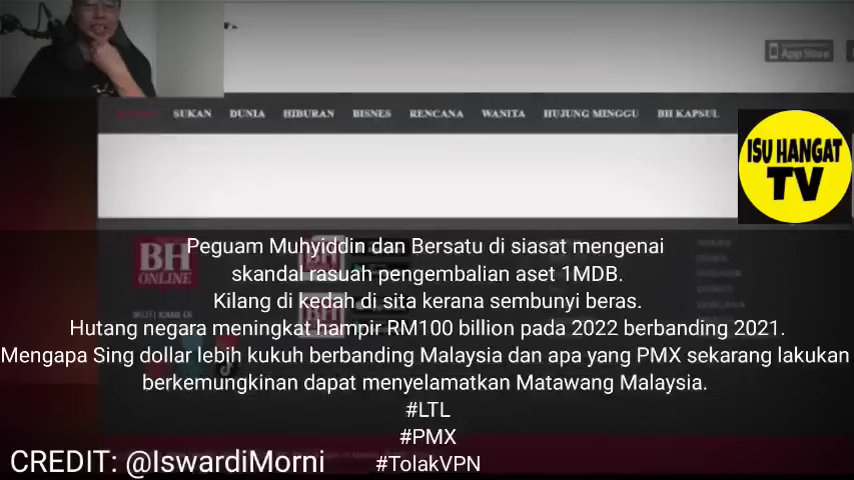 App Store
SUKAN DUNIA HIBURAN BISNES RENCANA WANITA HUJUNG MINGGU BH KAPSUL
ISU HANGAT
TV
BH
ONLINE
BH
Peguam Muhyiddin dan Bersatu di siasat mengenai
skandal rasuah pengembalian aset 1MDB.
Kilang di kedah di sita kerana sembunyi beras.
Hutang negara meningkat hampir RM100 billion pada 2022 berbanding 2021.
Mengapa Sing dollar lebih kukuh berbanding Malaysia dan apa yang PMX sekarang lakukan
berkemungkinan dapat menyelamatkan Matawang Malaysia.
#LTL
#PMX
#TolakVPN
CREDIT: @IswardiMorni